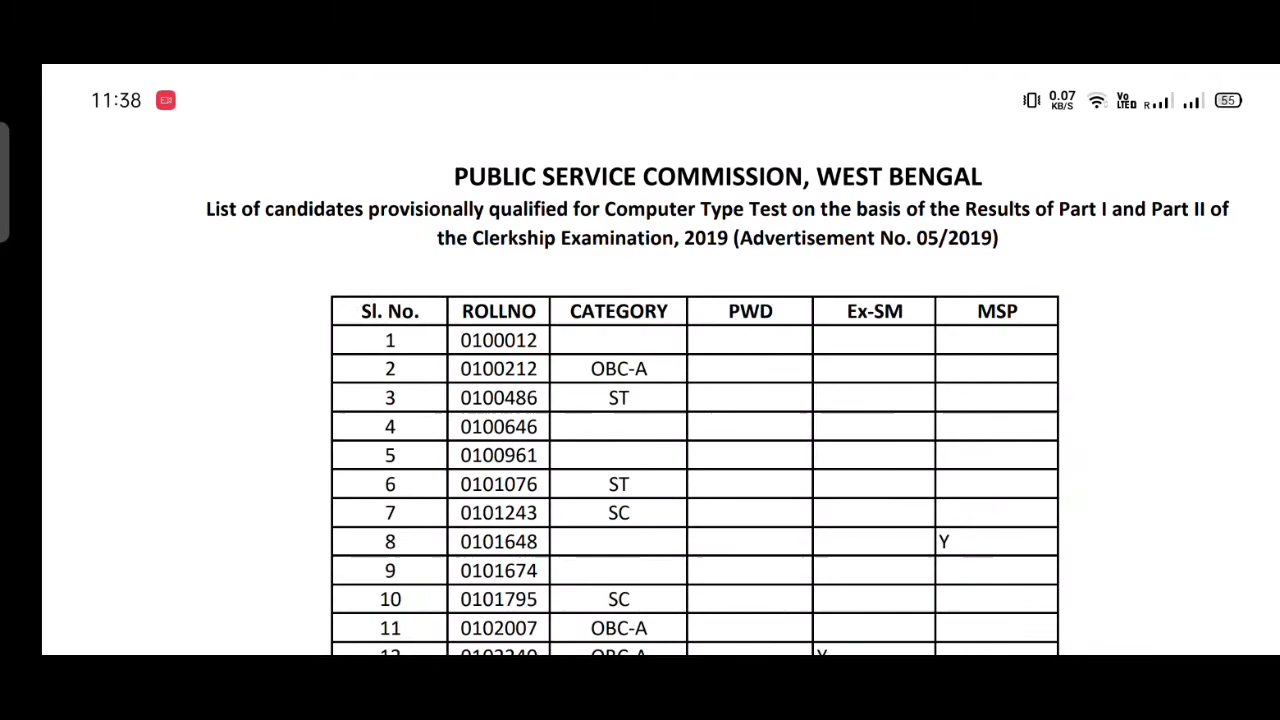 11:38 0.07 KB/S Vo LTED R 55
PUBLIC SERVICE COMMISSION, WEST BENGAL
List of candidates provisionally qualified for Computer Type Test on the basis of the Results of Part I and Part II of
the Clerkship Examination, 2019 (Advertisement No. 05/2019)
Sl. No. ROLLNO CATEGORY PWD Ex-SM MSP
1 0100012
2 0100212 OBC-A
3 0100486 ST
4 0100646
5 0100961
6 0101076 ST
7 0101243 SC
8 0101648 Y
9 0101674
10 0101795 SC
11 0102007 OBC-A